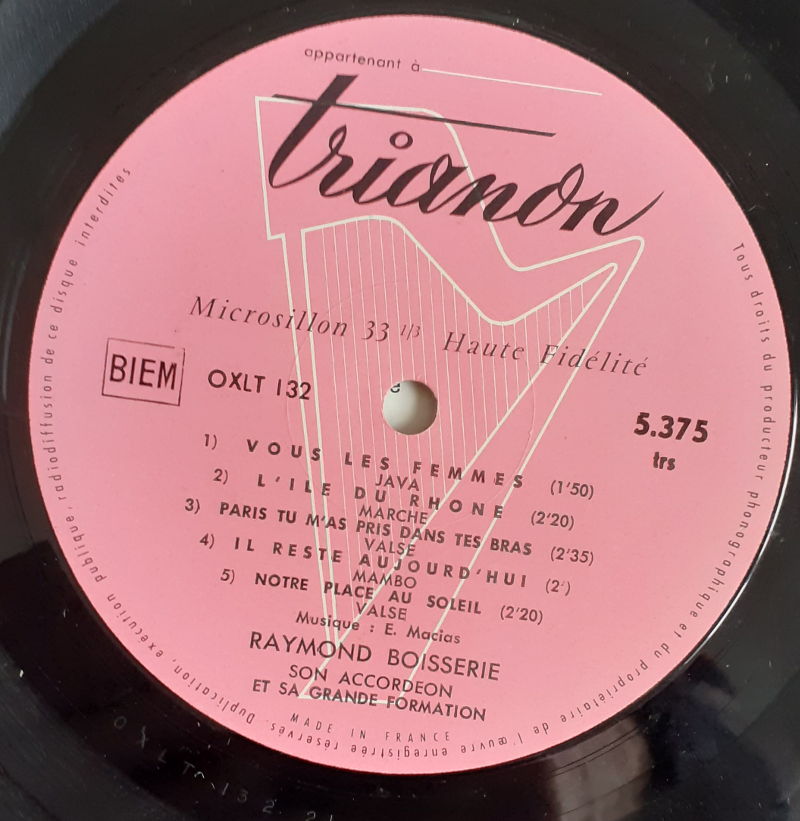 appartenant à
trianon
Microsillon 33 1/3 Haute Fidélité
BIEM
OXLT 132
5.375
trs
1) VOUS LES FEMMES (1'50)
JAVA
2) L'ILE DU RHONE (2'20)
MARCHE
3) PARIS TU M'AS PRIS DANS TES BRAS (2'35)
VALSE
4) IL RESTE AUJOURD'HUI (2')
MAMBO
5) NOTRE PLACE AU SOLEIL (2'20)
VALSE
Musique : E. Macias
RAYMOND BOISSERIE
SON ACCORDEON
ET SA GRANDE FORMATION
MADE IN FRANCE
Tous droits du producteur phonographique et du propriétaire de l'œuvre enregistrée réservés. Duplication, exécution publique, radiodiffusion de ce disque interdites
OXLT 132 21